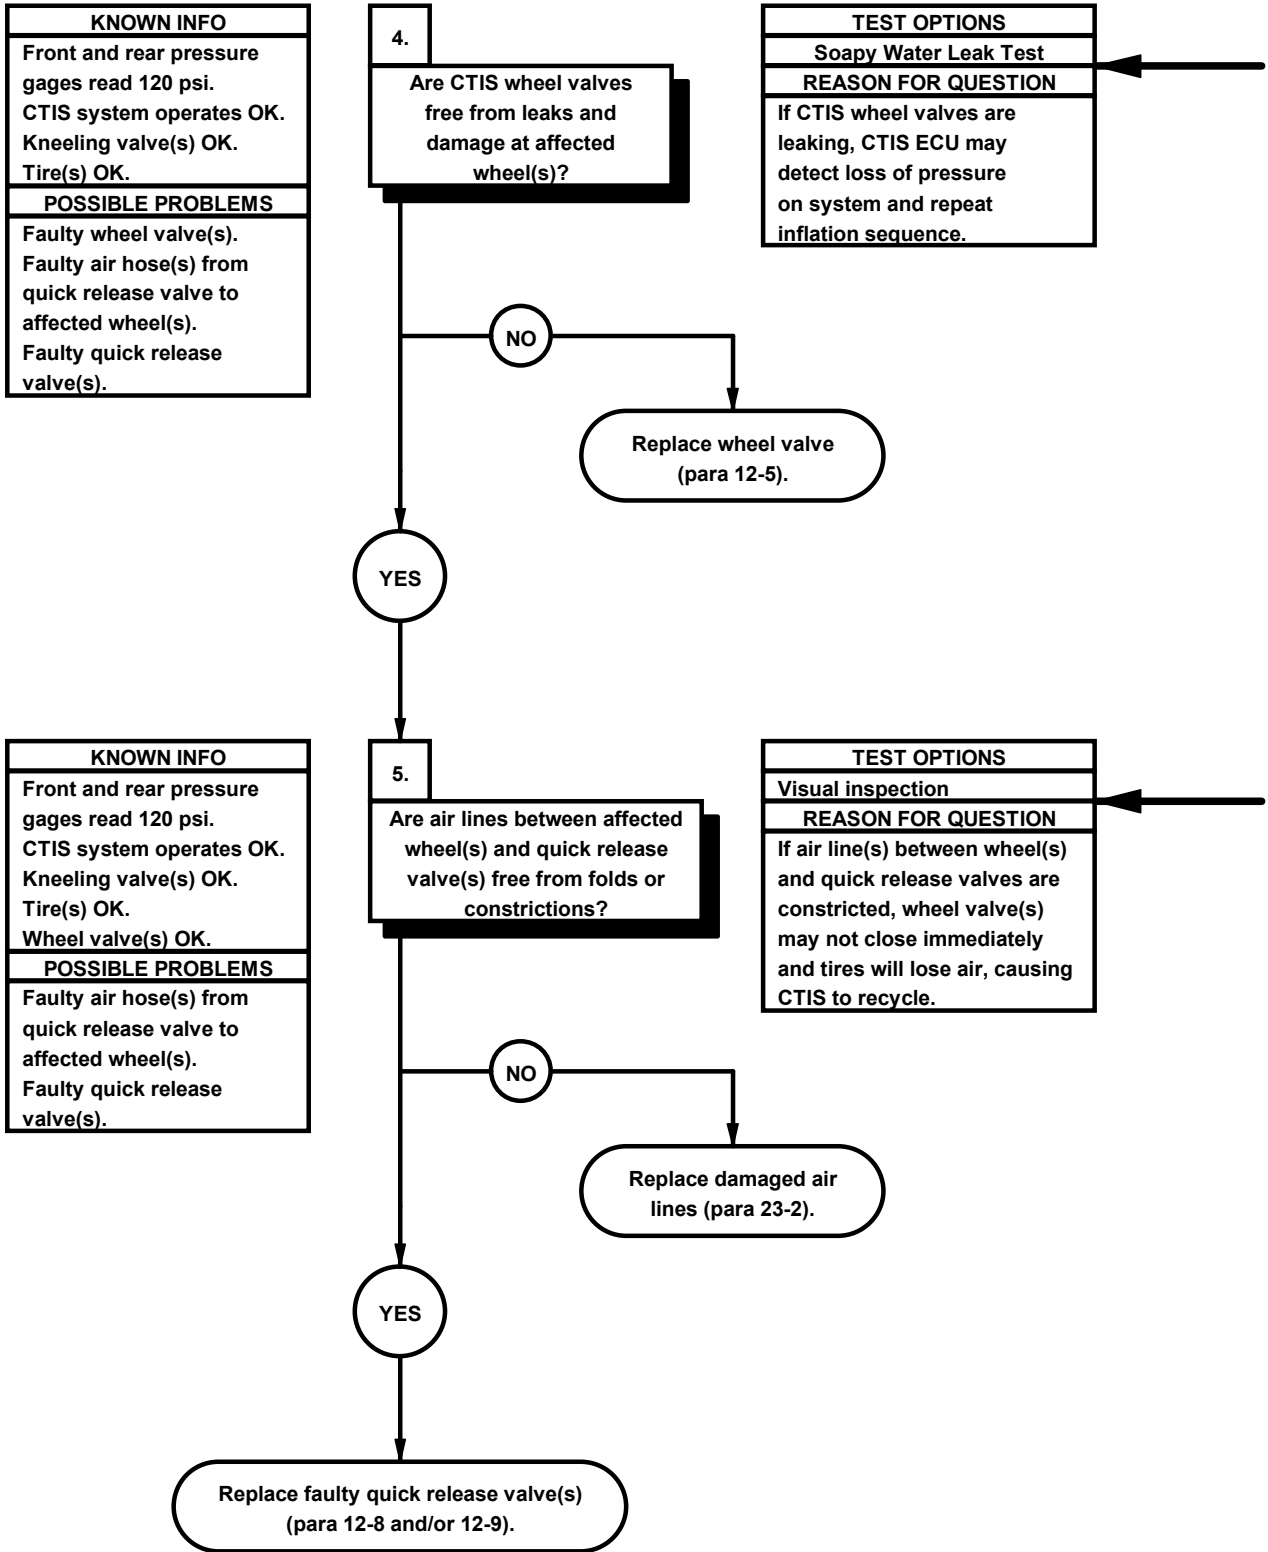 KNOWN INFO
Front and rear pressure
gages read 120 psi.
CTIS system operates OK.
Kneeling valve(s) OK.
Tire(s) OK.
POSSIBLE PROBLEMS
Faulty wheel valve(s).
Faulty air hose(s) from
quick release valve to
affected wheel(s).
Faulty quick release
valve(s).
4.
Are CTIS wheel valves
free from leaks and
damage at affected
wheel(s)?
TEST OPTIONS
Soapy Water Leak Test
REASON FOR QUESTION
If CTIS wheel valves are
leaking, CTIS ECU may
detect loss of pressure
on system and repeat
inflation sequence.
NO
Replace wheel valve
(para 12-5).
YES
KNOWN INFO
Front and rear pressure
gages read 120 psi.
CTIS system operates OK.
Kneeling valve(s) OK.
Tire(s) OK.
Wheel valve(s) OK.
POSSIBLE PROBLEMS
Faulty air hose(s) from
quick release valve to
affected wheel(s).
Faulty quick release
valve(s).
5.
Are air lines between affected
wheel(s) and quick release
valve(s) free from folds or
constrictions?
TEST OPTIONS
Visual inspection
REASON FOR QUESTION
If air line(s) between wheel(s)
and quick release valves are
constricted, wheel valve(s)
may not close immediately
and tires will lose air, causing
CTIS to recycle.
NO
Replace damaged air
lines (para 23-2).
YES
Replace faulty quick release valve(s)
(para 12-8 and/or 12-9).